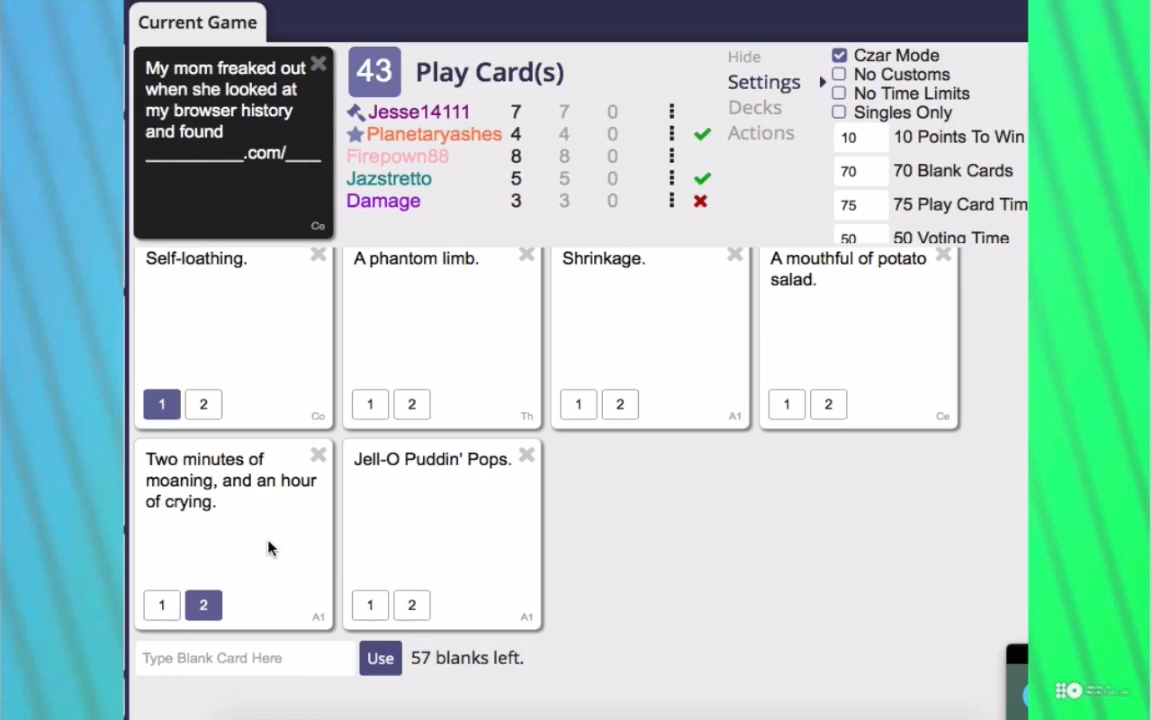 Current Game
My mom freaked out
when she looked at
my browser history
and found
__________.com/____
Ce
43
Play Card(s)
Jesse14111 7 7 0
Planetaryashes 4 4 0
Firepown88 8 8 0
Jazstretto 5 5 0
Damage 3 3 0
Hide
Settings
Decks
Actions
Czar Mode
No Customs
No Time Limits
Singles Only
10 10 Points To Win
70 70 Blank Cards
75 75 Play Card Tim
50 50 Voting Time
Self-loathing.
1 2
Co
A phantom limb.
1 2
Th
Shrinkage.
1 2
A1
A mouthful of potato
salad.
1 2
Ce
Two minutes of
moaning, and an hour
of crying.
1 2
A1
Jell-O Puddin' Pops.
1 2
A1
Type Blank Card Here
Use
57 blanks left.